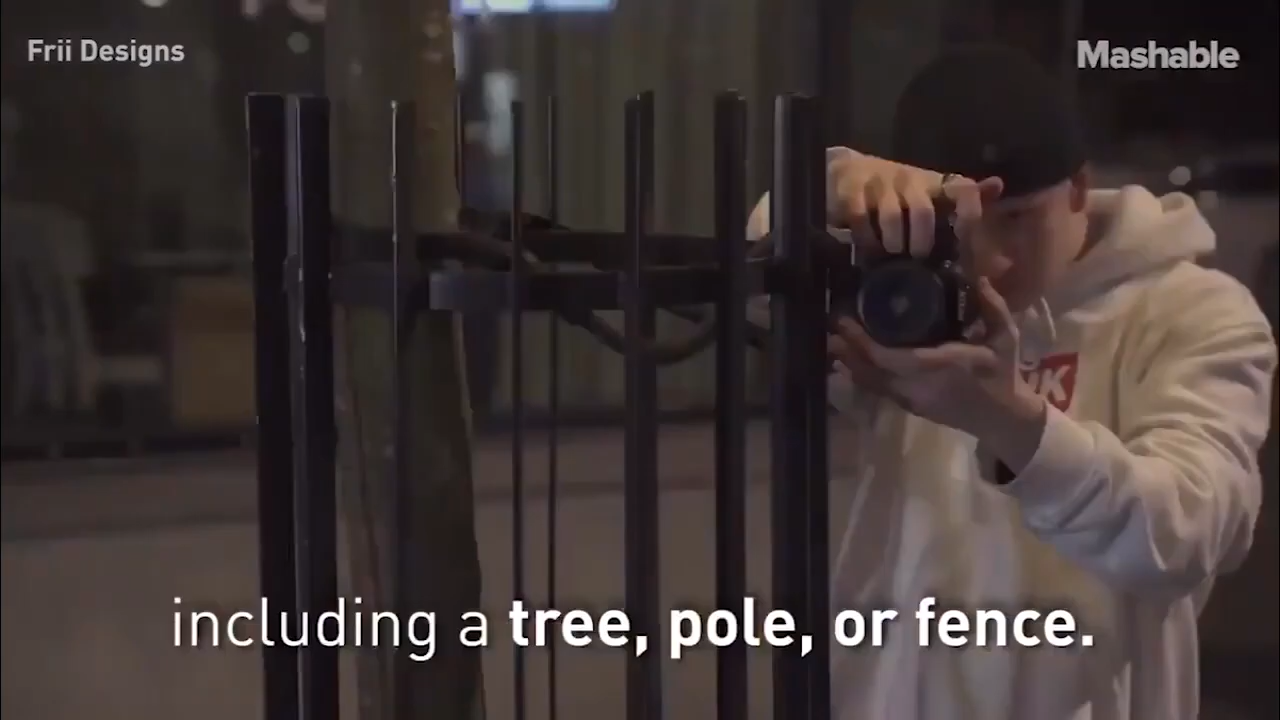 Frii Designs
Mashable
including a tree, pole, or fence.